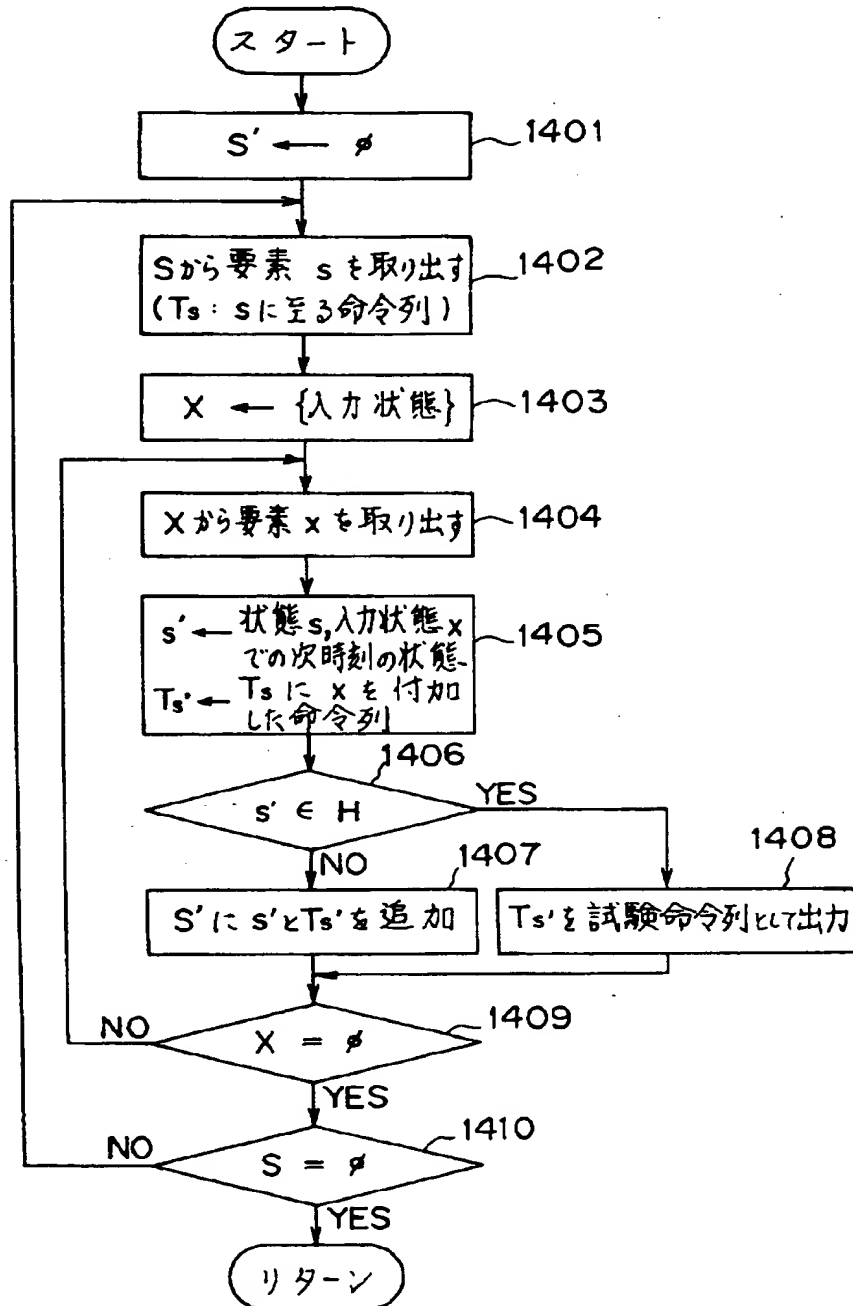 スタート
S' ← φ
1401
Sから要素 s を取り出す
(Ts: sに至る命令列)
1402
X ← {入力状態}
1403
Xから要素 x を取り出す
1404
s' ← 状態s,入力状態x
での次時刻の状態
Ts' ← Ts に x を付加
した命令列
1405
1406
s' ∈ H
YES
NO
1407
S'にs'とTs'を追加
1408
Ts'を試験命令列として出力
1409
X = φ
NO
YES
1410
S = φ
NO
YES
リターン